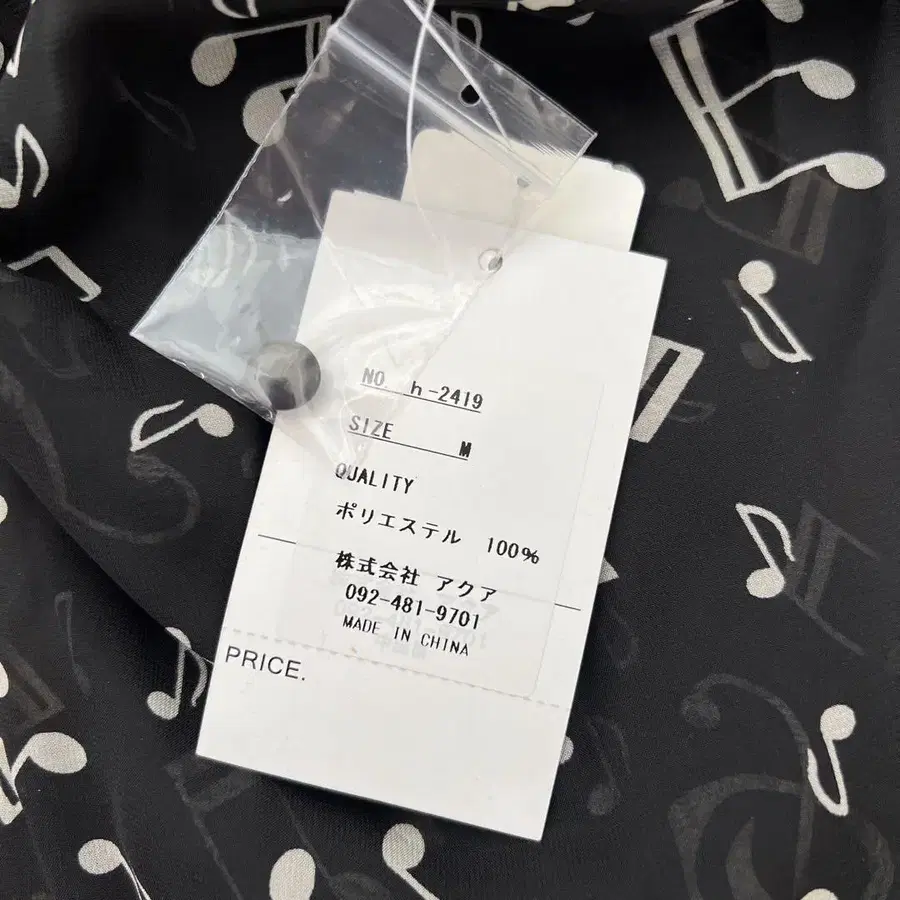 NO. h-2419
SIZE M
QUALITY
ポリエステル 100%
株式会社 アクア
092-481-9701
MADE IN CHINA
PRICE.